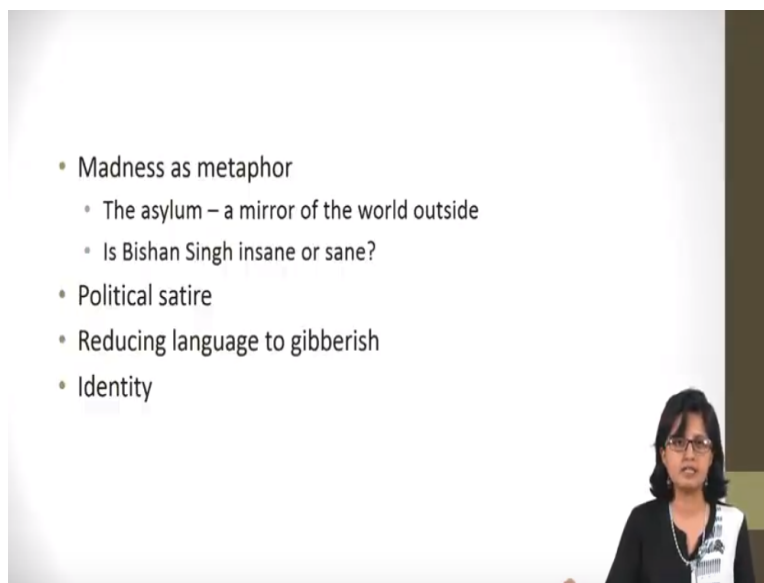 • Madness as metaphor
• The asylum – a mirror of the world outside
• Is Bishan Singh insane or sane?
• Political satire
• Reducing language to gibberish
• Identity